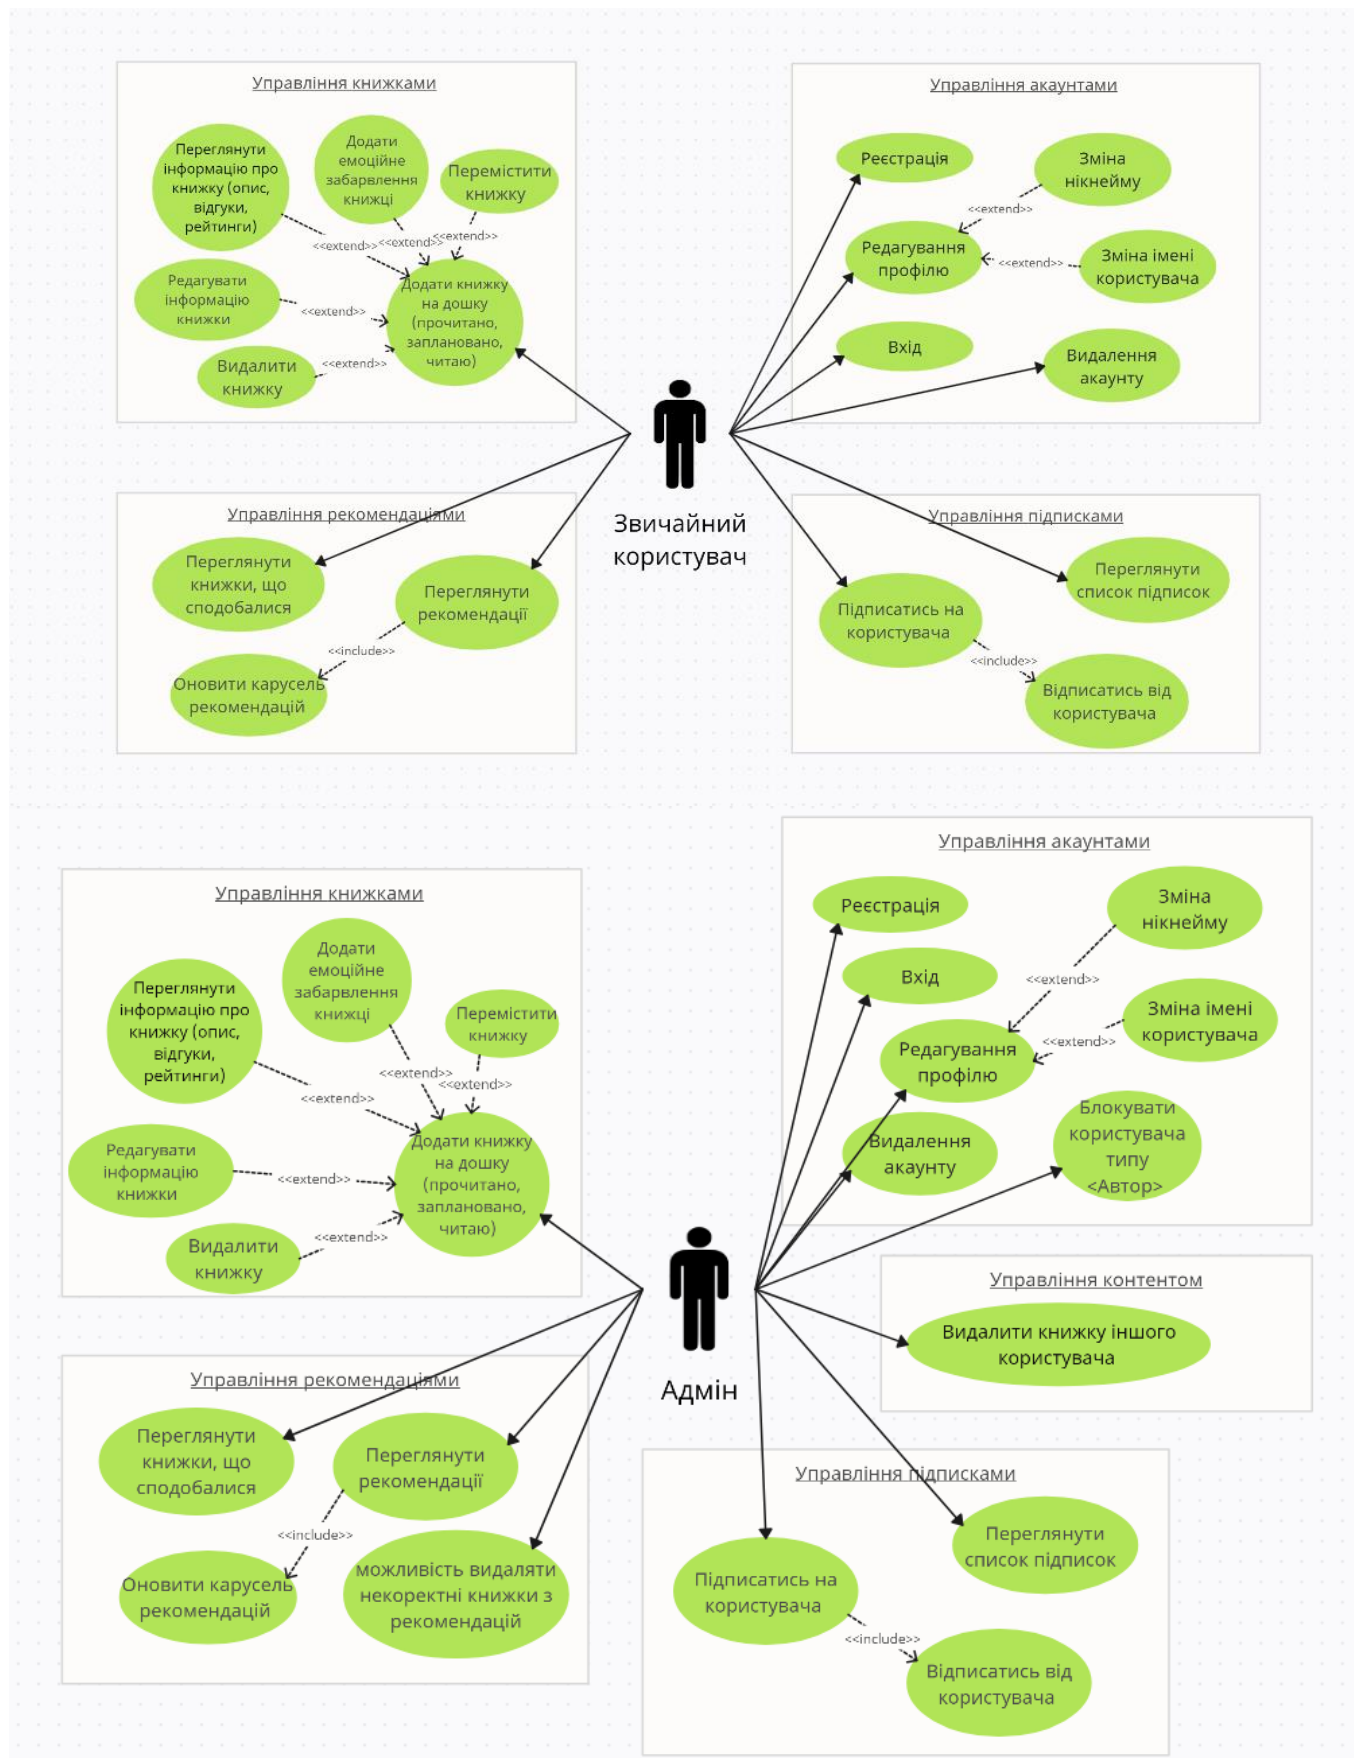 Управління книжками
Переглянути
інформацію про
книжку (опис,
відгуки,
рейтинги)
Додати
емоційне
забарвлення
книжці
Перемістити
книжку
<<extend>>
<<extend>>
<<extend>>
Редагувати
інформацію
книжки
<<extend>>
Додати книжку
на дошку
(прочитано,
заплановано,
читаю)
Видалити
книжку
<<extend>>
Управління акаунтами
Реєстрація
Зміна
нікнейму
<<extend>>
Редагування
профілю
<<extend>>
Зміна імені
користувача
Вхід
Видалення
акаунту
Звичайний
користувач
Управління рекомендаціями
Переглянути
книжки, що
сподобалися
Переглянути
рекомендації
<<include>>
Оновити карусель
рекомендацій
Управління підписками
Переглянути
список підписок
Підписатись на
користувача
<<include>>
Відписатись від
користувача
Управління книжками
Переглянути
інформацію про
книжку (опис,
відгуки,
рейтинги)
Додати
емоційне
забарвлення
книжці
Перемістити
книжку
<<extend>>
<<extend>>
<<extend>>
Редагувати
інформацію
книжки
<<extend>>
Додати книжку
на дошку
(прочитано,
заплановано,
читаю)
Видалити
книжку
<<extend>>
Управління акаунтами
Реєстрація
Зміна
нікнейму
Вхід
<<extend>>
Зміна імені
користувача
Редагування
профілю
<<extend>>
Видалення
акаунту
Блокувати
користувача
типу
<Автор>
Адмін
Управління контентом
Видалити книжку іншого
користувача
Управління рекомендаціями
Переглянути
книжки, що
сподобалися
Переглянути
рекомендації
<<include>>
Оновити карусель
рекомендацій
можливість видаляти
некоректні книжки з
рекомендацій
Управління підписками
Переглянути
список підписок
Підписатись на
користувача
<<include>>
Відписатись від
користувача